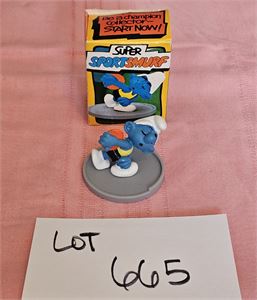 be a champion
collector—
START NOW!
SUPER
SPORTSMURF
LOT
665